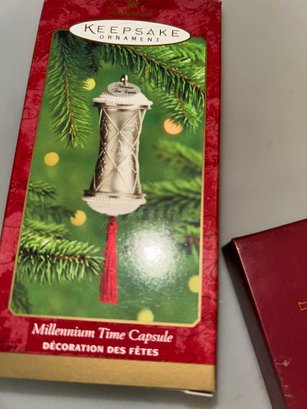 KEEPSAKE
ORNAMENT
Millennium Time Capsule
DÉCORATION DES FÊTES